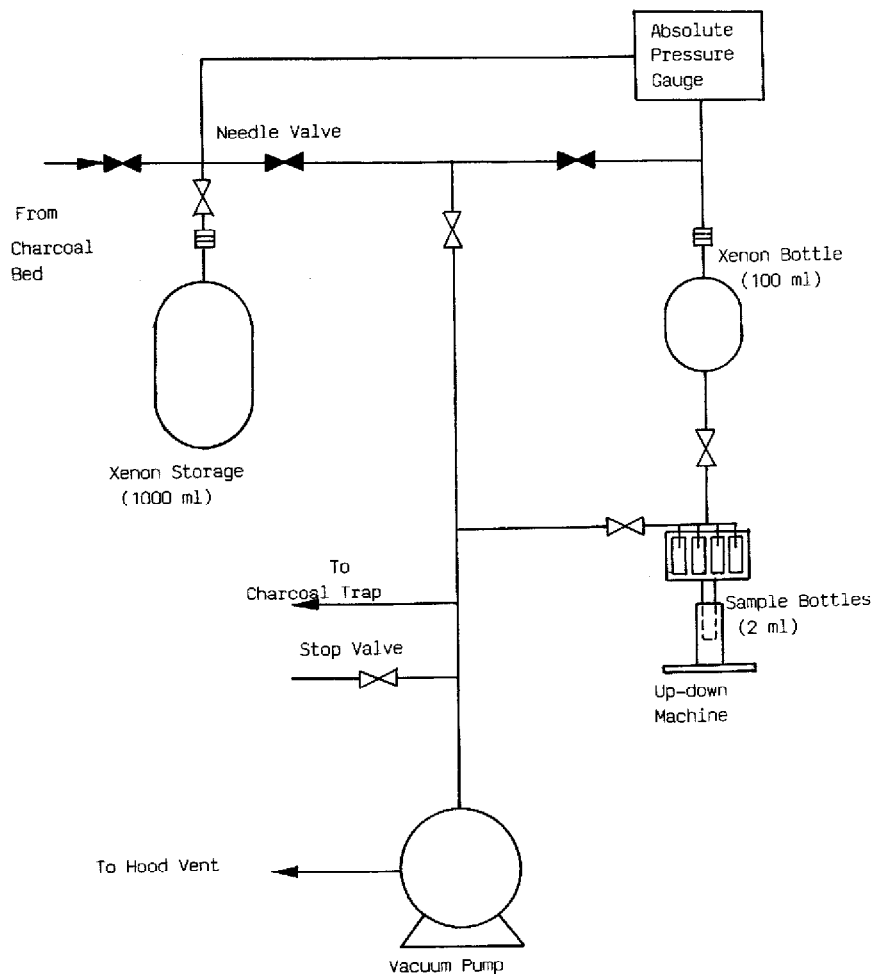 Absolute
Pressure
Gauge
Needle Valve
From
Charcoal
Bed
Xenon Bottle
(100 ml)
Xenon Storage
(1000 ml)
To
Charcoal Trap
Sample Bottles
(2 ml)
Stop Valve
Up-down
Machine
To Hood Vent
Vacuum Pump